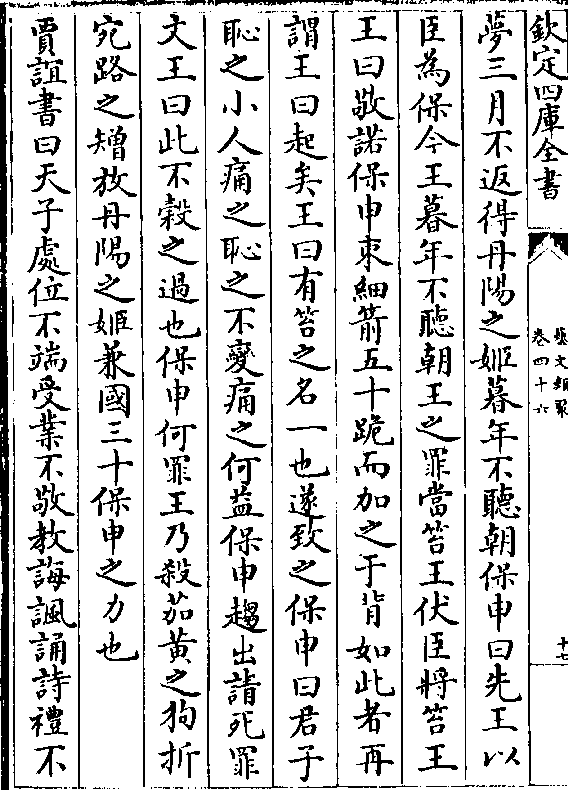 欽定四庫全書
藝文類聚
卷四十六
十七
夢三月不返得丹陽之姬暮年不聽朝保申曰先王以
臣為保今王暮年不聽朝王之罪當笞王伏臣將笞王
王曰敬諾保申束細箭五十跪而加之于背如此者再
謂王曰起矣王曰有笞之名一也遂致之保申曰君子
恥之小人痛之恥之不變痛之何益保申趨出請死罪
文王曰此不穀之過也保申何罪王乃殺茹黃之狗折
宛路之矰放丹陽之姬兼國三十保申之力也
賈誼書曰天子處位不端受業不敬教誨諷誦詩禮不